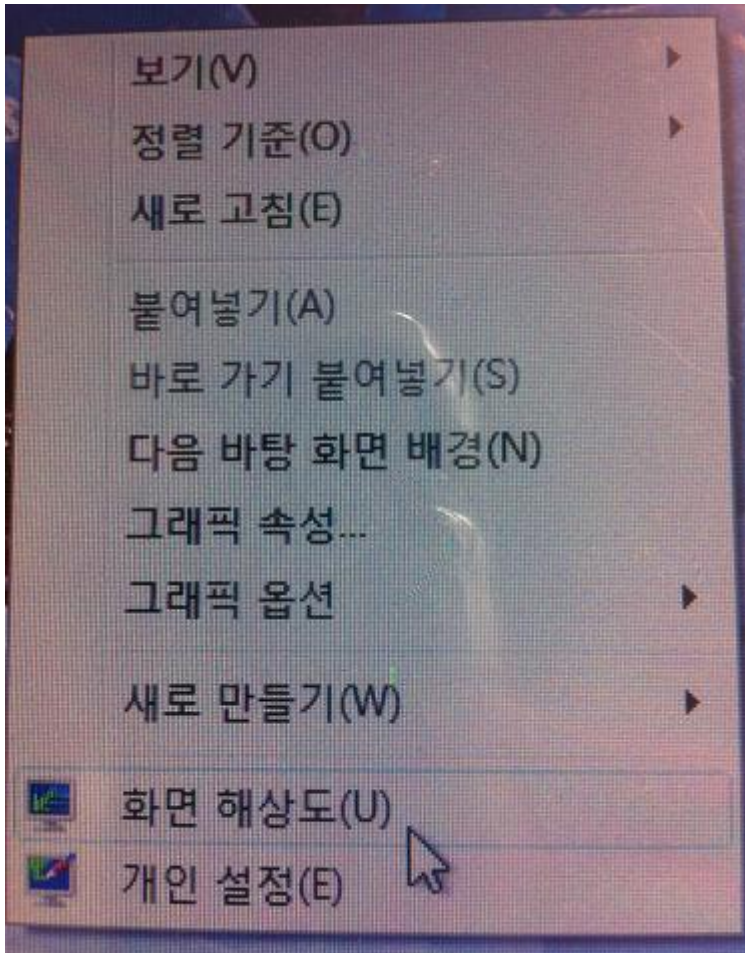 보기(V)
정렬 기준(O)
새로 고침(E)
붙여넣기(A)
바로 가기 붙여넣기(S)
다음 바탕 화면 배경(N)
그래픽 속성...
그래픽 옵션
새로 만들기(W)
화면 해상도(U)
개인 설정(E)